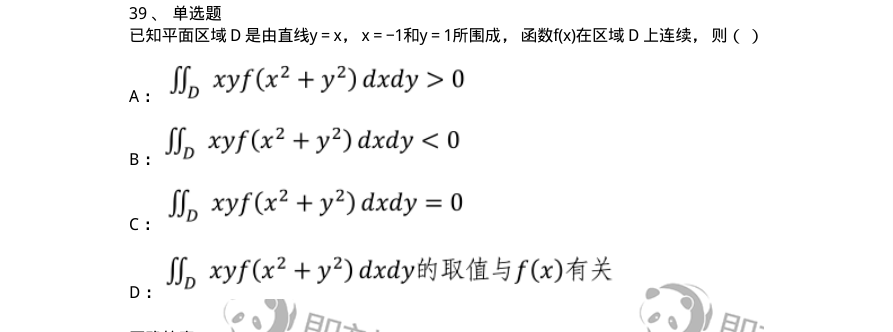 39 、 单选题
已知平面区域 D 是由直线y = x， x = −1和y = 1所围成， 函数f(x)在区域 D 上连续， 则（ ）
A： ∬_D xyf(x² + y²) dxdy > 0
B： ∬_D xyf(x² + y²) dxdy < 0
C： ∬_D xyf(x² + y²) dxdy = 0
D： ∬_D xyf(x² + y²) dxdy的取值与f(x)有关